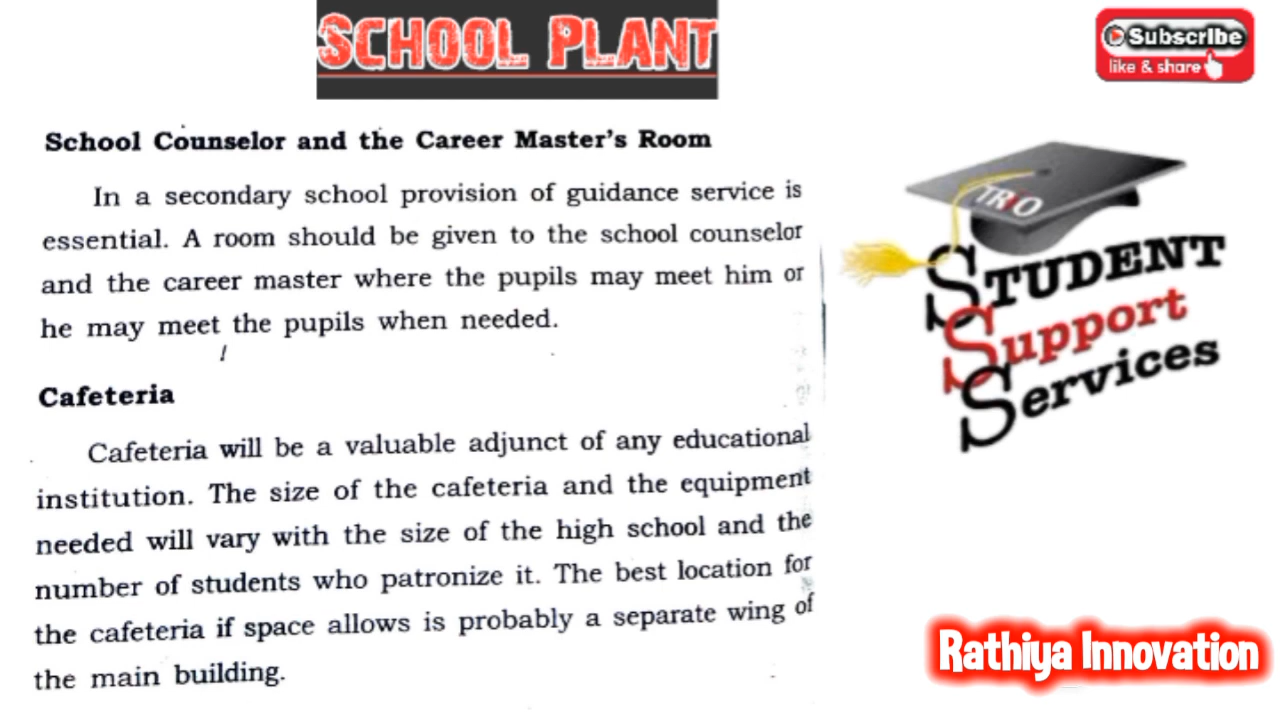 SCHOOL PLANT
Subscribe
like & share
School Counselor and the Career Master's Room
In a secondary school provision of guidance service is
essential. A room should be given to the school counselor
and the career master where the pupils may meet him or
he may meet the pupils when needed.
Cafeteria
Cafeteria will be a valuable adjunct of any educational
institution. The size of the cafeteria and the equipment
needed will vary with the size of the high school and the
number of students who patronize it. The best location for
the cafeteria if space allows is probably a separate wing of
the main building.
TRiO
STUDENT
Support
Services
Rathiya Innovation